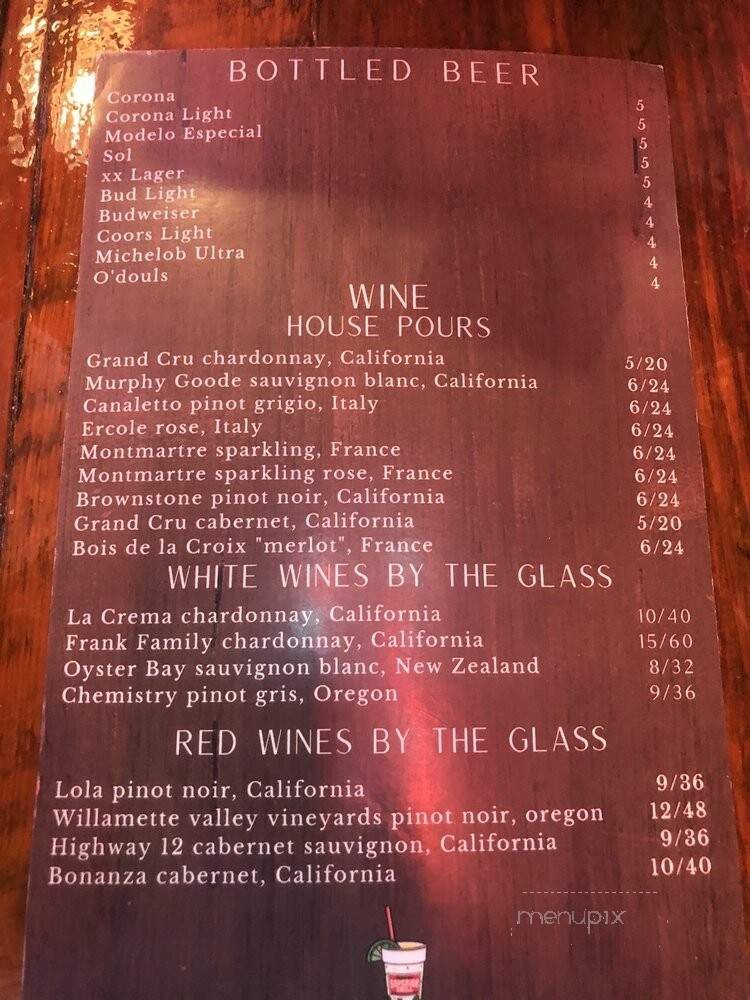 BOTTLED BEER
Corona 5
Corona Light 5
Modelo Especial 5
Sol 5
xx Lager 5
Bud Light 4
Budweiser 4
Coors Light 4
Michelob Ultra 4
O'douls 4
WINE
HOUSE POURS
Grand Cru chardonnay, California 5/20
Murphy Goode sauvignon blanc, California 6/24
Canaletto pinot grigio, Italy 6/24
Ercole rose, Italy 6/24
Montmartre sparkling, France 6/24
Montmartre sparkling rose, France 6/24
Brownstone pinot noir, California 6/24
Grand Cru cabernet, California 5/20
Bois de la Croix "merlot", France 6/24
WHITE WINES BY THE GLASS
La Crema chardonnay, California 10/40
Frank Family chardonnay, California 15/60
Oyster Bay sauvignon blanc, New Zealand 8/32
Chemistry pinot gris, Oregon 9/36
RED WINES BY THE GLASS
Lola pinot noir, California 9/36
Willamette valley vineyards pinot noir, oregon 12/48
Highway 12 cabernet sauvignon, California 9/36
Bonanza cabernet, California 10/40
menupix